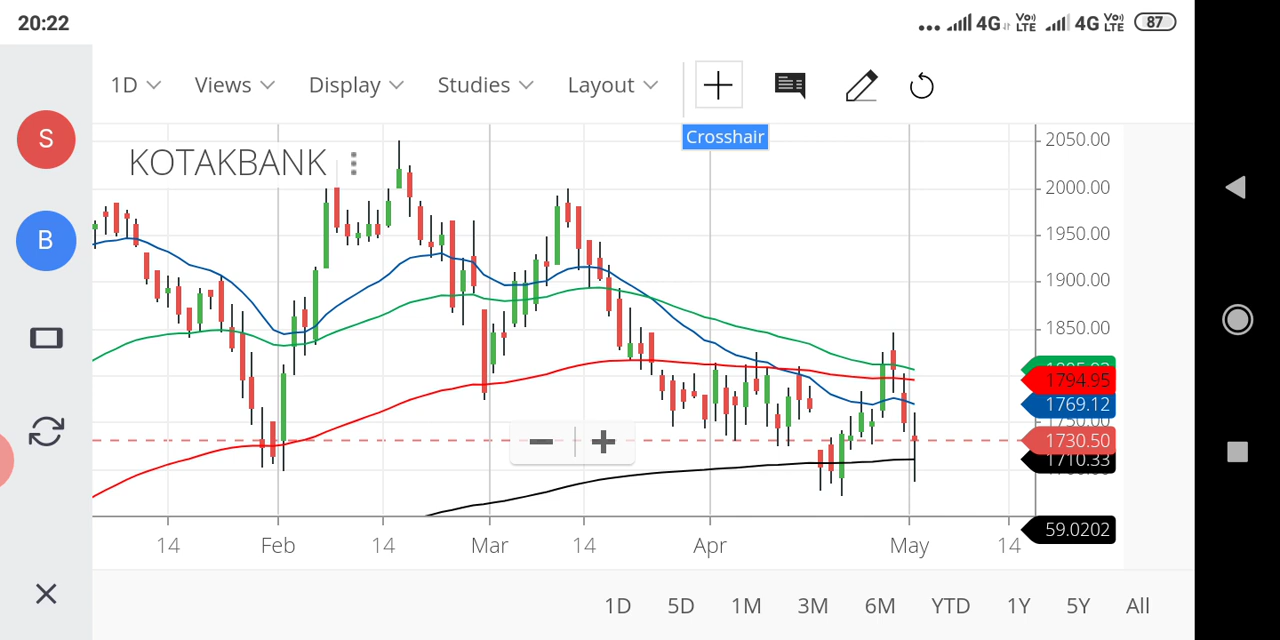 20:22
4G VoLTE 4G VoLTE 87
1D Views Display Studies Layout
Crosshair
S
B
KOTAKBANK
2050.00
2000.00
1950.00
1900.00
1850.00
1794.95
1769.12
1730.50
1710.33
59.0202
14 Feb 14 Mar 14 Apr May 14
1D 5D 1M 3M 6M YTD 1Y 5Y All